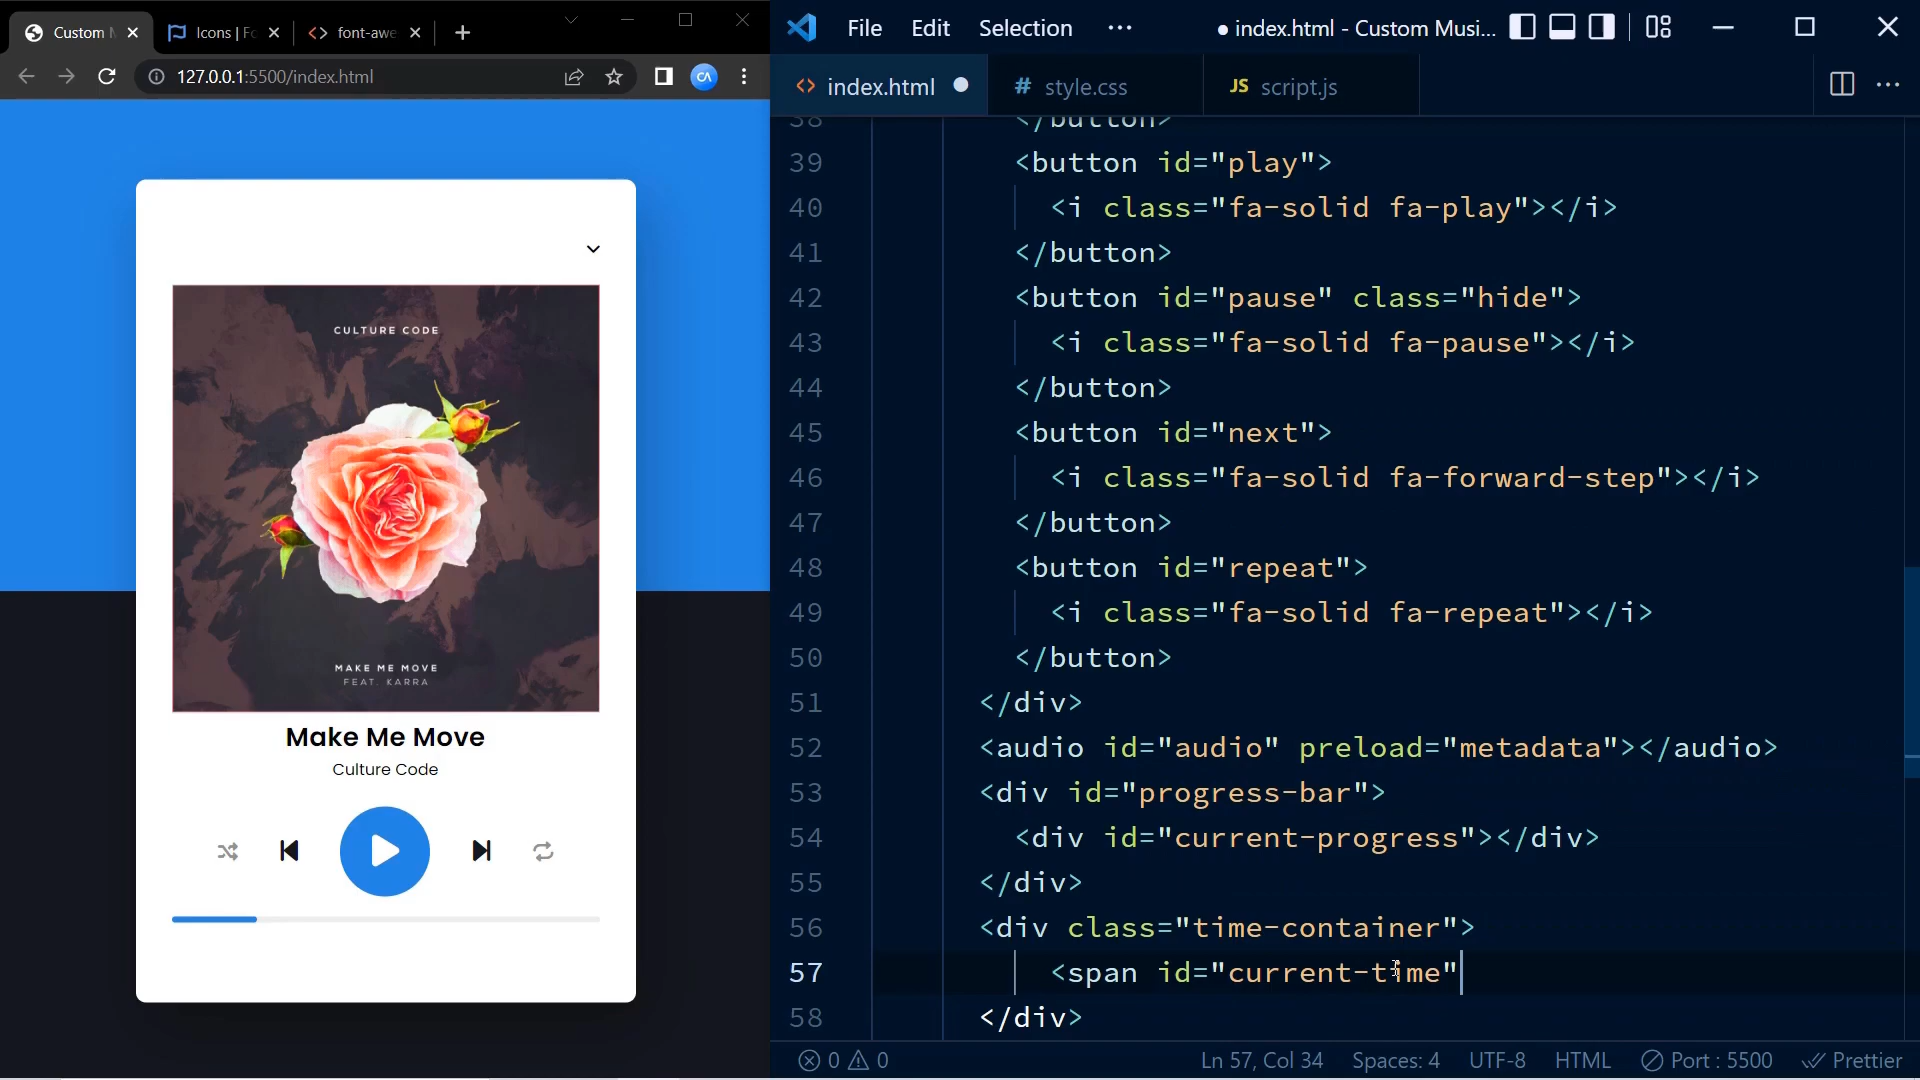 Custom M
Icons | Fo
font-awe
127.0.0.1:5500/index.html
CA
CULTURE CODE
MAKE ME MOVE
FEAT. KARRA
Make Me Move
Culture Code
File Edit Selection ··· ● index.html - Custom Musi...
<> index.html ●
# style.css
JS script.js
38 </button>
39 <button id="play">
40 <i class="fa-solid fa-play"></i>
41 </button>
42 <button id="pause" class="hide">
43 <i class="fa-solid fa-pause"></i>
44 </button>
45 <button id="next">
46 <i class="fa-solid fa-forward-step"></i>
47 </button>
48 <button id="repeat">
49 <i class="fa-solid fa-repeat"></i>
50 </button>
51 </div>
52 <audio id="audio" preload="metadata"></audio>
53 <div id="progress-bar">
54 <div id="current-progress"></div>
55 </div>
56 <div class="time-container">
57 <span id="current-time"
58 </div>
0 0 Ln 57, Col 34 Spaces: 4 UTF-8 HTML Port : 5500 Prettier